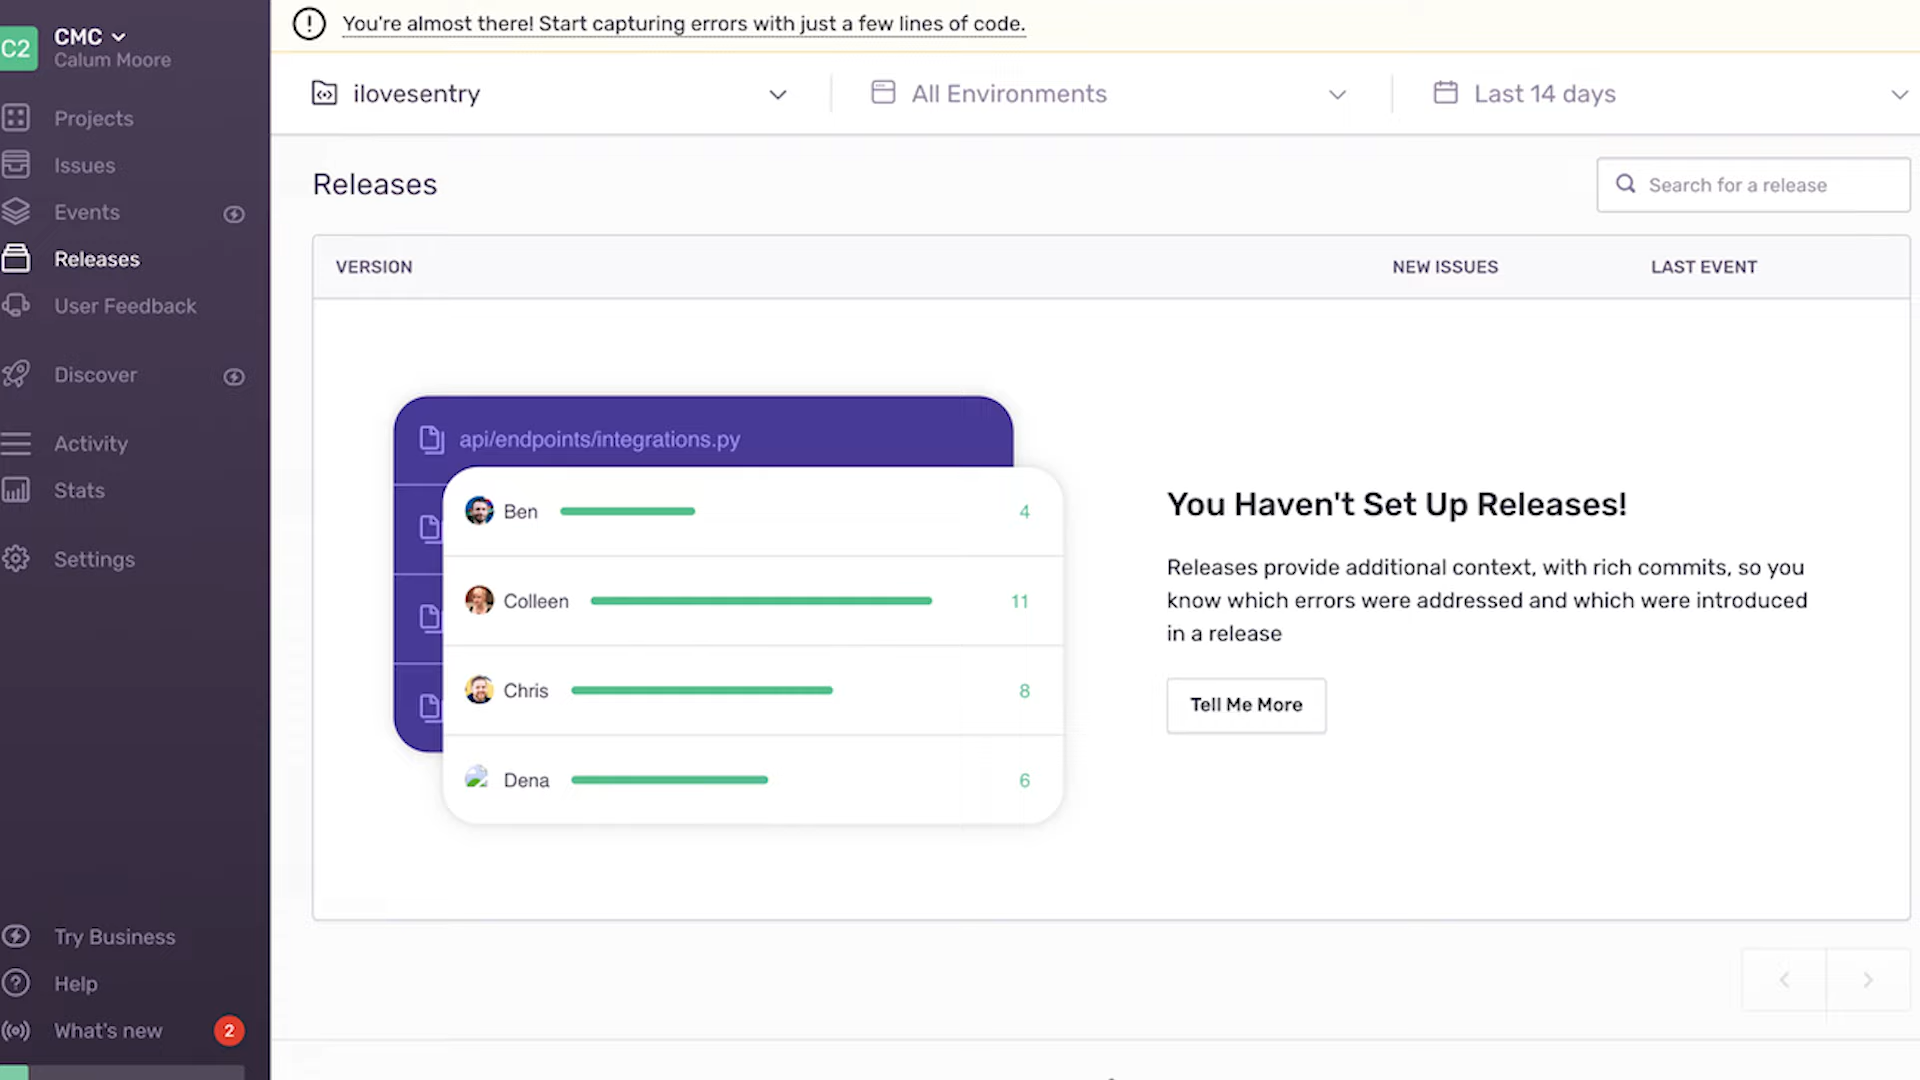 C2
CMC
Calum Moore
Projects
Issues
Events
Releases
User Feedback
Discover
Activity
Stats
Settings
Try Business
Help
What's new
2
You're almost there! Start capturing errors with just a few lines of code.
ilovesentry
All Environments
Last 14 days
Releases
Search for a release
VERSION
NEW ISSUES
LAST EVENT
api/endpoints/integrations.py
Ben
4
Colleen
11
Chris
8
Dena
6
You Haven't Set Up Releases!
Releases provide additional context, with rich commits, so you
know which errors were addressed and which were introduced
in a release
Tell Me More